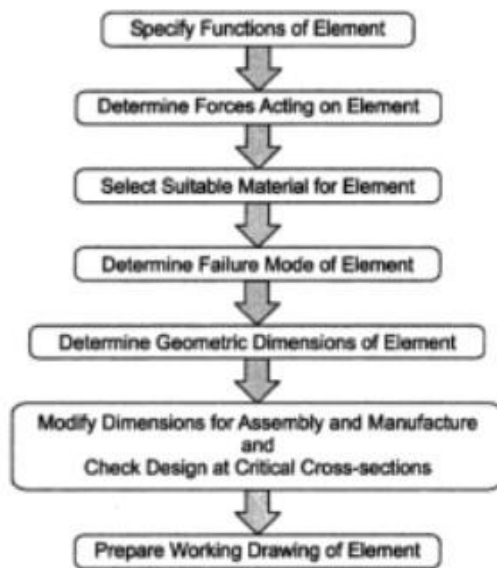 Specify Functions of Element
Determine Forces Acting on Element
Select Suitable Material for Element
Determine Failure Mode of Element
Determine Geometric Dimensions of Element
Modify Dimensions for Assembly and Manufacture
and
Check Design at Critical Cross-sections
Prepare Working Drawing of Element